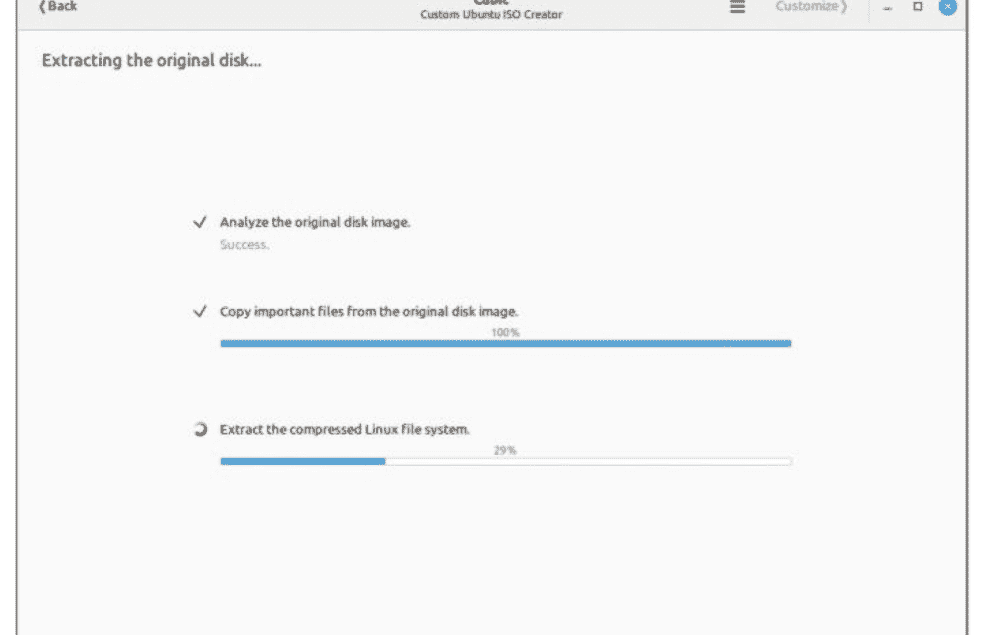 Back
Cubic
Custom Ubuntu ISO Creator
Customize
Extracting the original disk...
Analyze the original disk image.
Success.
Copy important files from the original disk image.
100%
Extract the compressed Linux file system.
29%